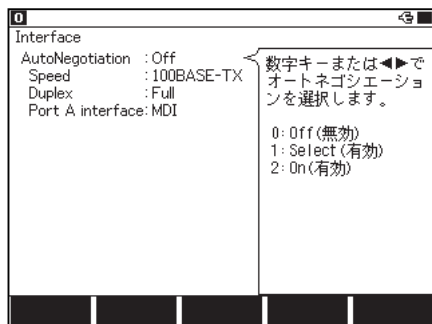 0
Interface
AutoNegotiation :Off
Speed :100BASE-TX
Duplex :Full
Port A interface:MDI
数字キーまたは◀▶で
オートネゴシエーショ
ンを選択します。
0:Off(無効)
1:Select(有効)
2:On(有効)